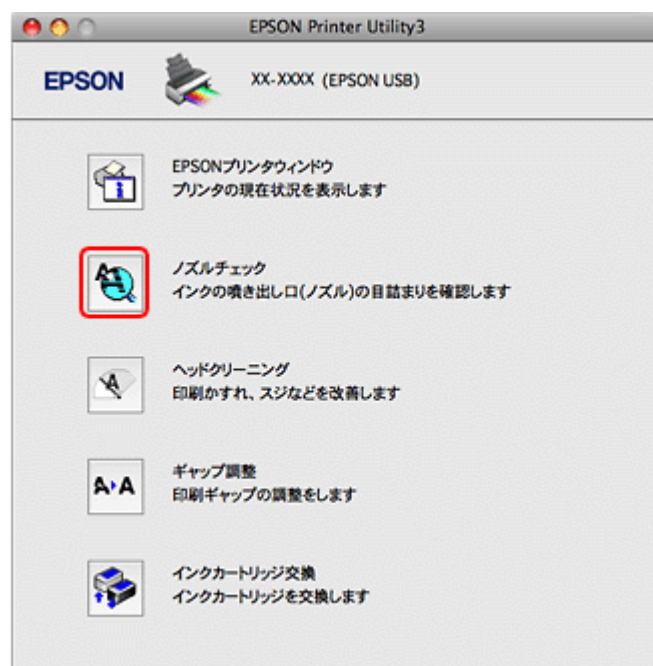 EPSON Printer Utility3
EPSON
XX-XXXX (EPSON USB)
EPSONプリンタウィンドウ
プリンタの現在状況を表示します
ノズルチェック
インクの噴き出し口(ノズル)の目詰まりを確認します
ヘッドクリーニング
印刷かすれ、スジなどを改善します
A▸A
ギャップ調整
印刷ギャップの調整をします
インクカートリッジ交換
インクカートリッジを交換します